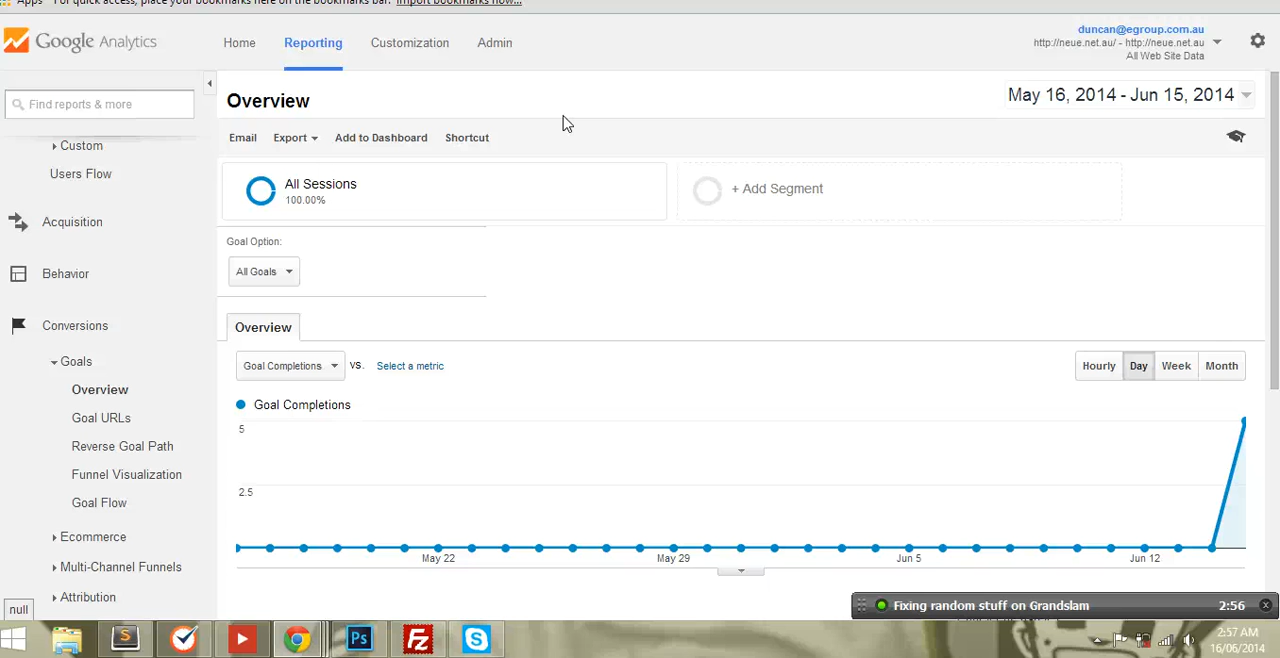 Apps For quick access, place your bookmarks here on the bookmarks bar. Import bookmarks now...
Google Analytics
Home Reporting Customization Admin
duncan@egroup.com.au
http://neue.net.au/ - http://neue.net.au
All Web Site Data
Find reports & more
Custom
Users Flow
Acquisition
Behavior
Conversions
Goals
Overview
Goal URLs
Reverse Goal Path
Funnel Visualization
Goal Flow
Ecommerce
Multi-Channel Funnels
Attribution
null
Overview
May 16, 2014 - Jun 15, 2014
Email Export Add to Dashboard Shortcut
All Sessions
100.00%
+ Add Segment
Goal Option:
All Goals
Overview
Goal Completions VS. Select a metric
Hourly Day Week Month
Goal Completions
5
2.5
May 22 May 29 Jun 5 Jun 12
Fixing random stuff on Grandslam 2:56
S Ps Fz S
2:57 AM
16/06/2014